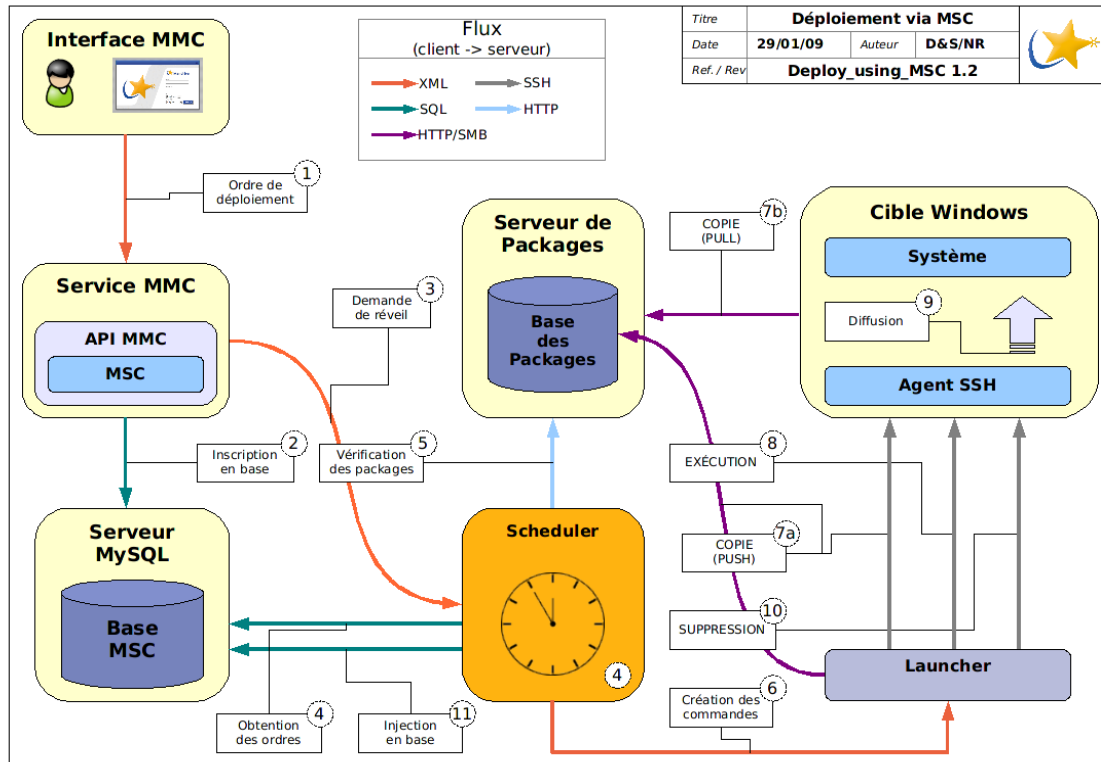 Interface MMC
Flux
(client -> serveur)
XML
SSH
SQL
HTTP
HTTP/SMB
Titre
Déploiement via MSC
Date
29/01/09
Auteur
D&S/NR
Ref. / Rev
Deploy_using_MSC 1.2
1
Ordre de
déploiement
Service MMC
API MMC
MSC
3
Demande
de réveil
Serveur de
Packages
Base
des
Packages
7b
COPIE
(PULL)
Cible Windows
Système
9
Diffusion
Agent SSH
2
Inscription
en base
5
Vérification
des packages
8
EXÉCUTION
7a
COPIE
(PUSH)
10
SUPPRESSION
Serveur
MySQL
Base
MSC
Scheduler
4
Launcher
4
Obtention
des ordres
11
Injection
en base
6
Création des
commandes